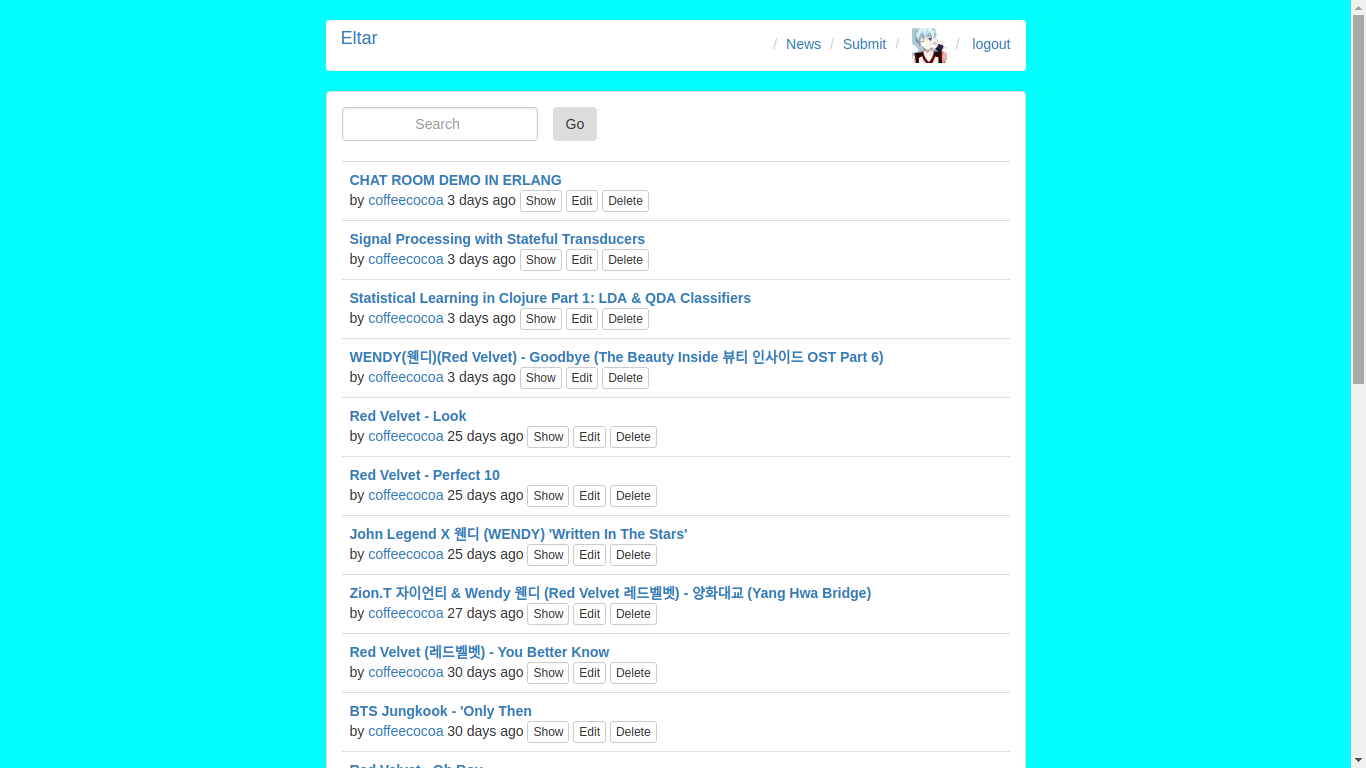 Eltar
/ News / Submit / / logout
Search Go
CHAT ROOM DEMO IN ERLANG
by coffeecocoa 3 days ago Show Edit Delete
Signal Processing with Stateful Transducers
by coffeecocoa 3 days ago Show Edit Delete
Statistical Learning in Clojure Part 1: LDA & QDA Classifiers
by coffeecocoa 3 days ago Show Edit Delete
WENDY(웬디)(Red Velvet) - Goodbye (The Beauty Inside 뷰티 인사이드 OST Part 6)
by coffeecocoa 3 days ago Show Edit Delete
Red Velvet - Look
by coffeecocoa 25 days ago Show Edit Delete
Red Velvet - Perfect 10
by coffeecocoa 25 days ago Show Edit Delete
John Legend X 웬디 (WENDY) 'Written In The Stars'
by coffeecocoa 25 days ago Show Edit Delete
Zion.T 자이언티 & Wendy 웬디 (Red Velvet 레드벨벳) - 양화대교 (Yang Hwa Bridge)
by coffeecocoa 27 days ago Show Edit Delete
Red Velvet (레드벨벳) - You Better Know
by coffeecocoa 30 days ago Show Edit Delete
BTS Jungkook - 'Only Then
by coffeecocoa 30 days ago Show Edit Delete
Red Velvet - Oh Boy